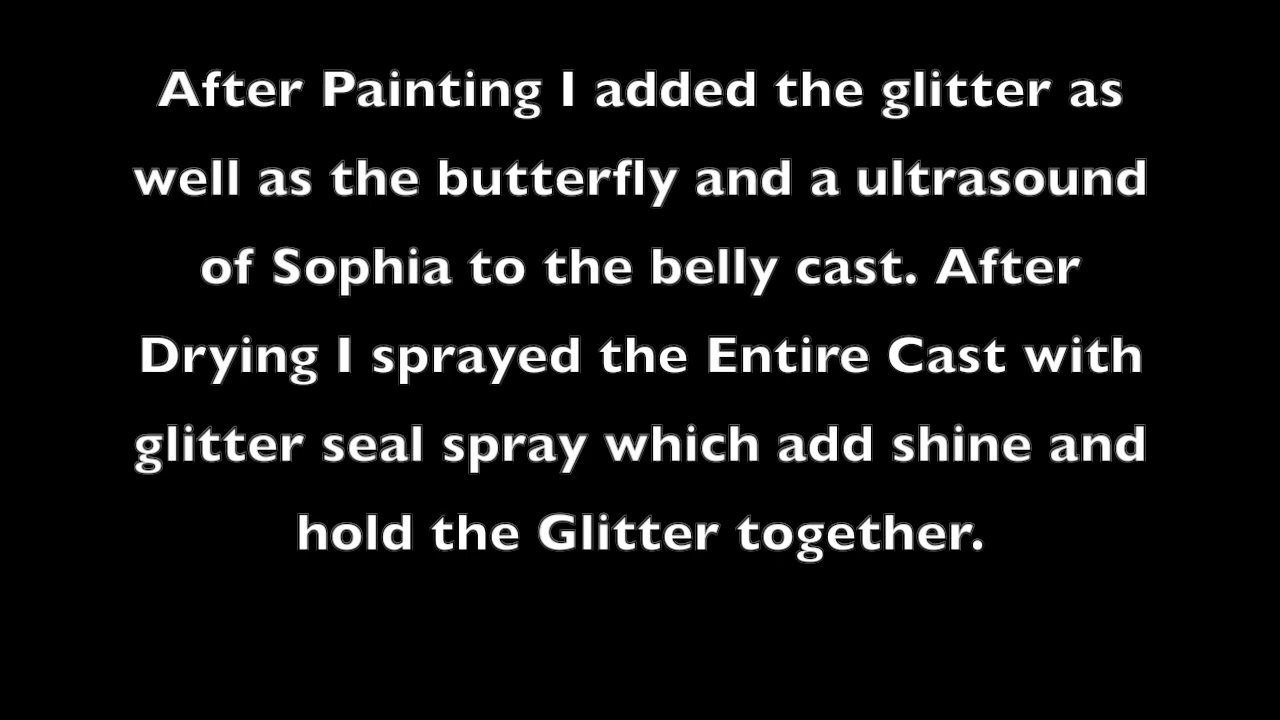 After Painting I added the glitter as
well as the butterfly and a ultrasound
of Sophia to the belly cast. After
Drying I sprayed the Entire Cast with
glitter seal spray which add shine and
hold the Glitter together.